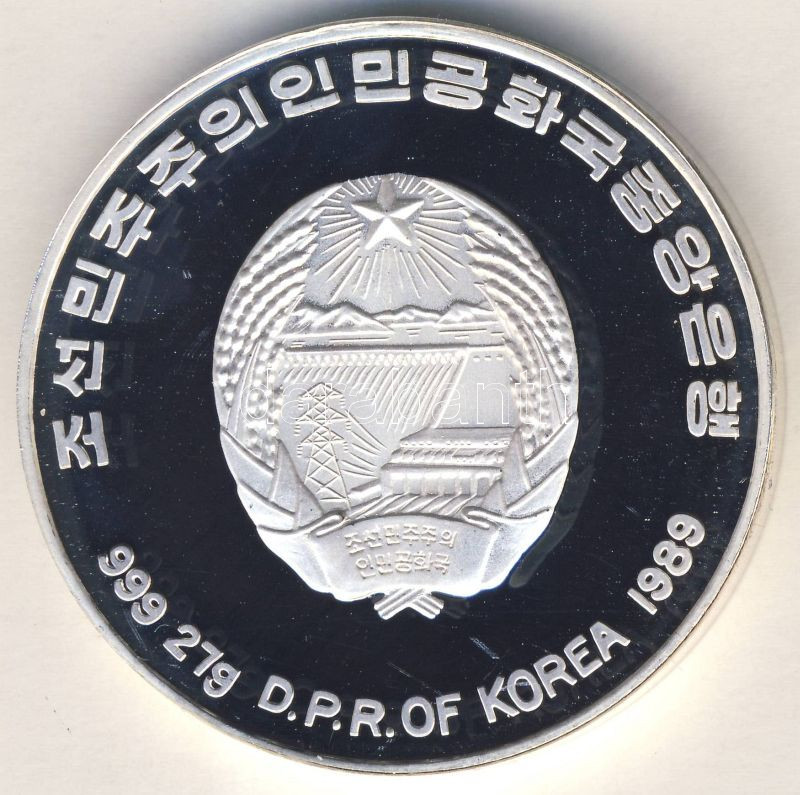 조선민주주의인민공화국중앙은행
조선민주주의
인민공화국
999 27g D.P.R. OF KOREA 1989
darabanth